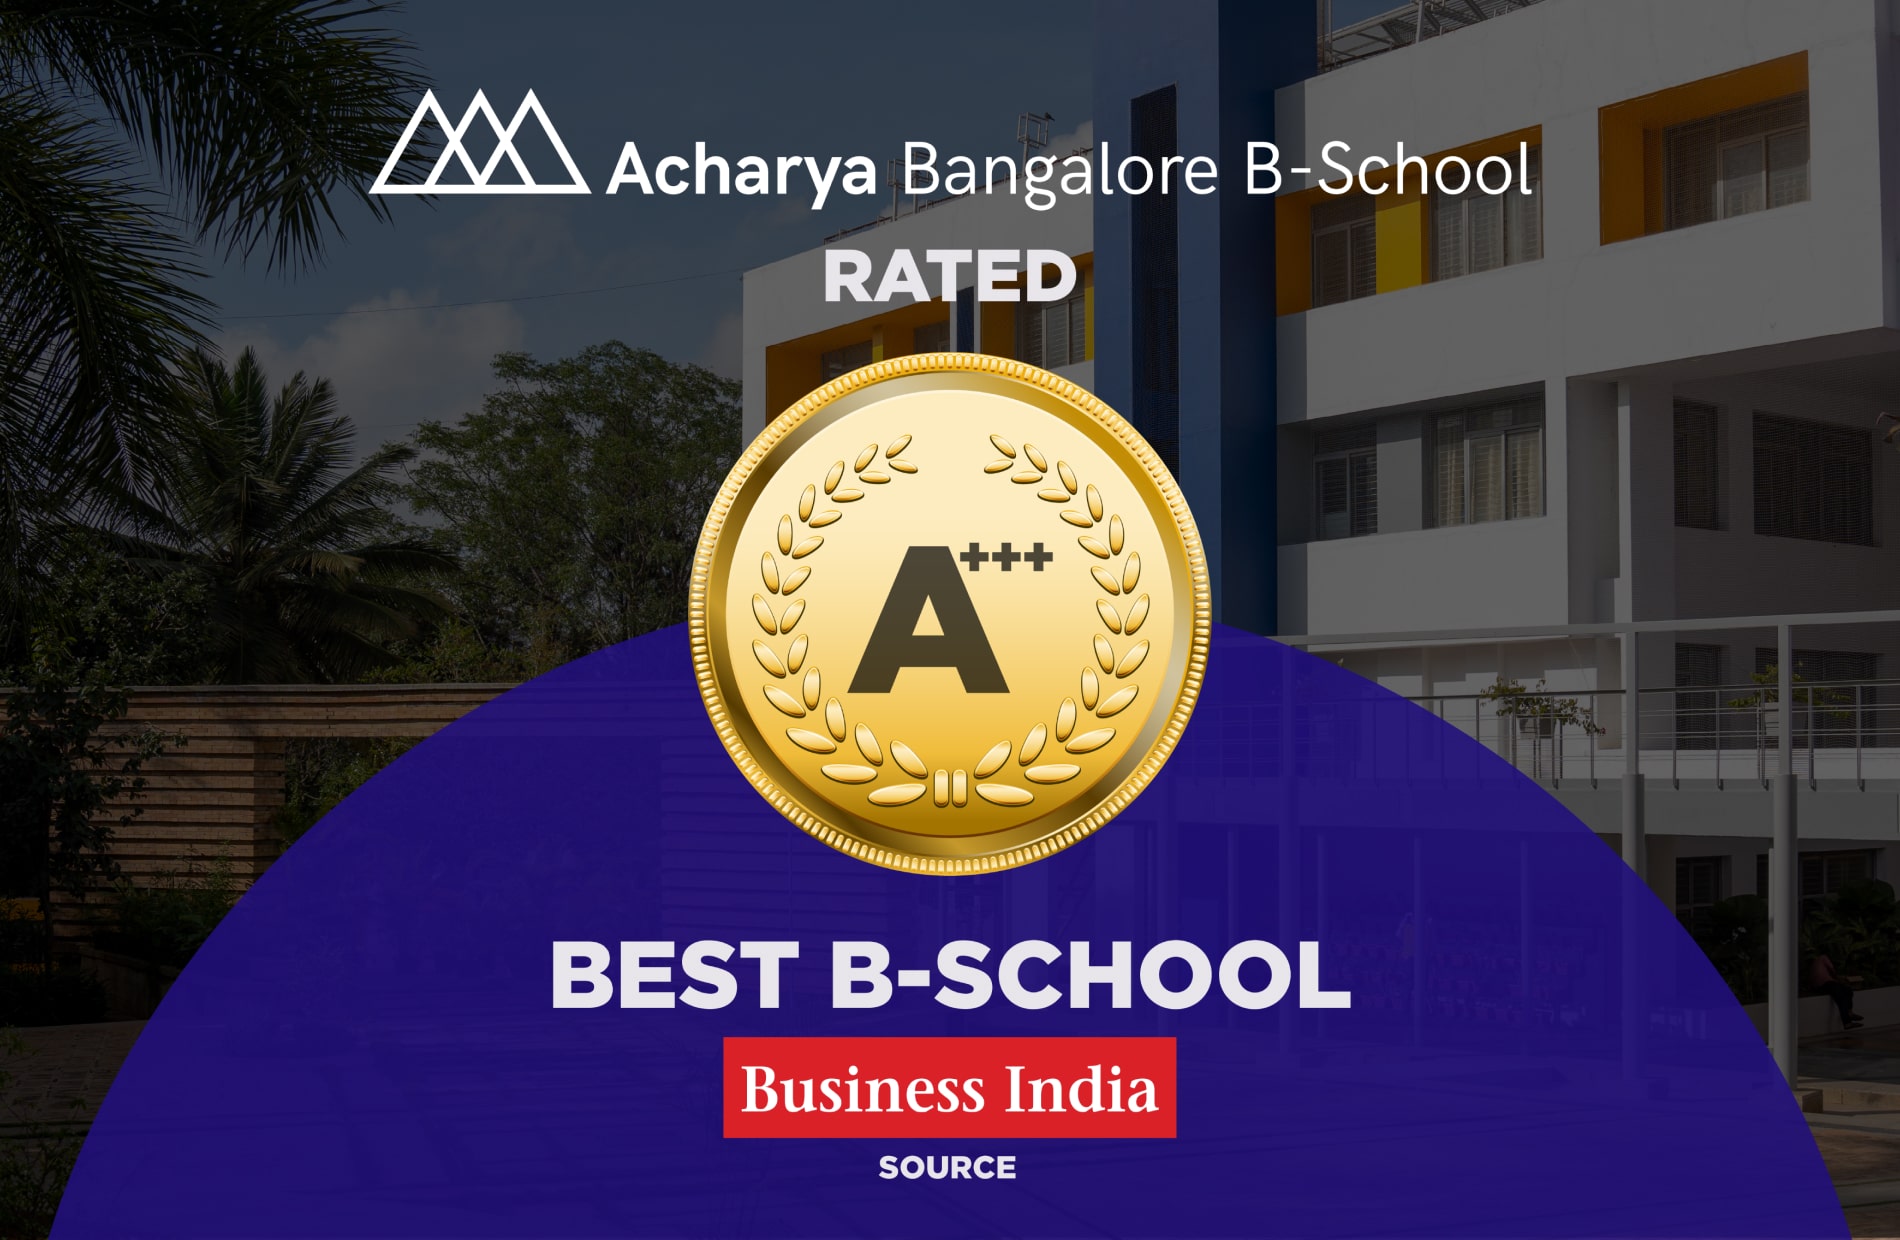 Acharya Bangalore B-School
RATED
A+++
BEST B-SCHOOL
Business India
SOURCE